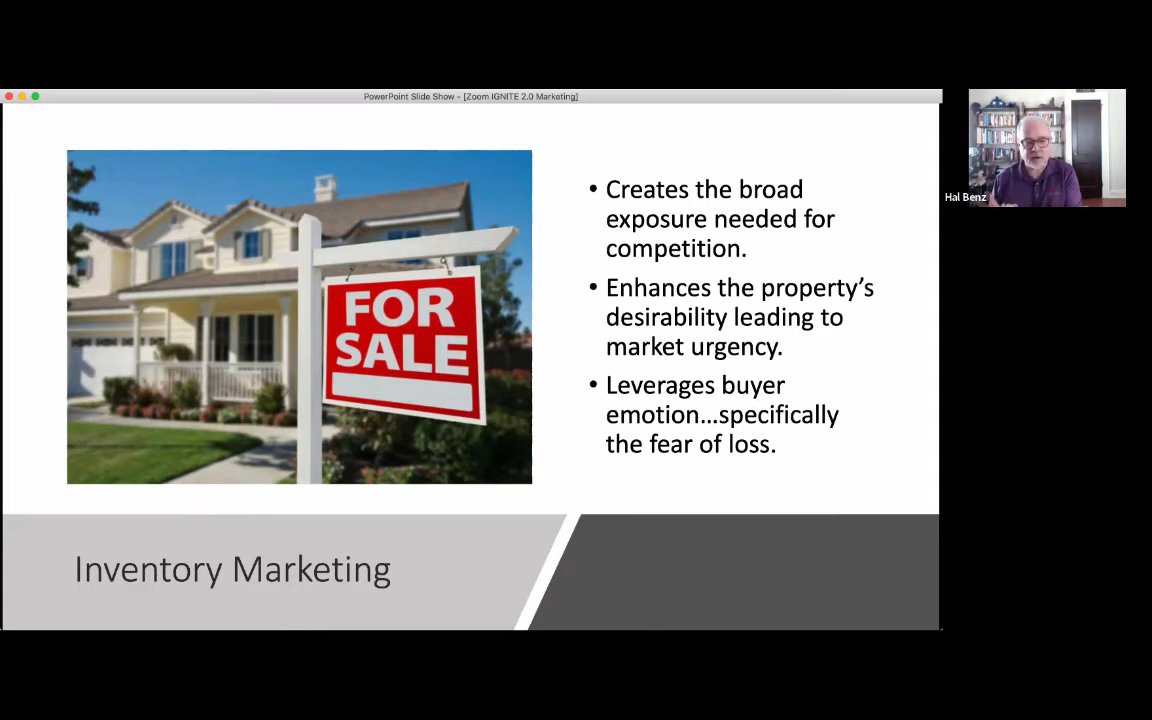 PowerPoint Slide Show - [Zoom IGNITE 2.0 Marketing]
FOR
SALE
• Creates the broad
exposure needed for
competition.
• Enhances the property’s
desirability leading to
market urgency.
• Leverages buyer
emotion...specifically
the fear of loss.
Inventory Marketing
Hal Benz